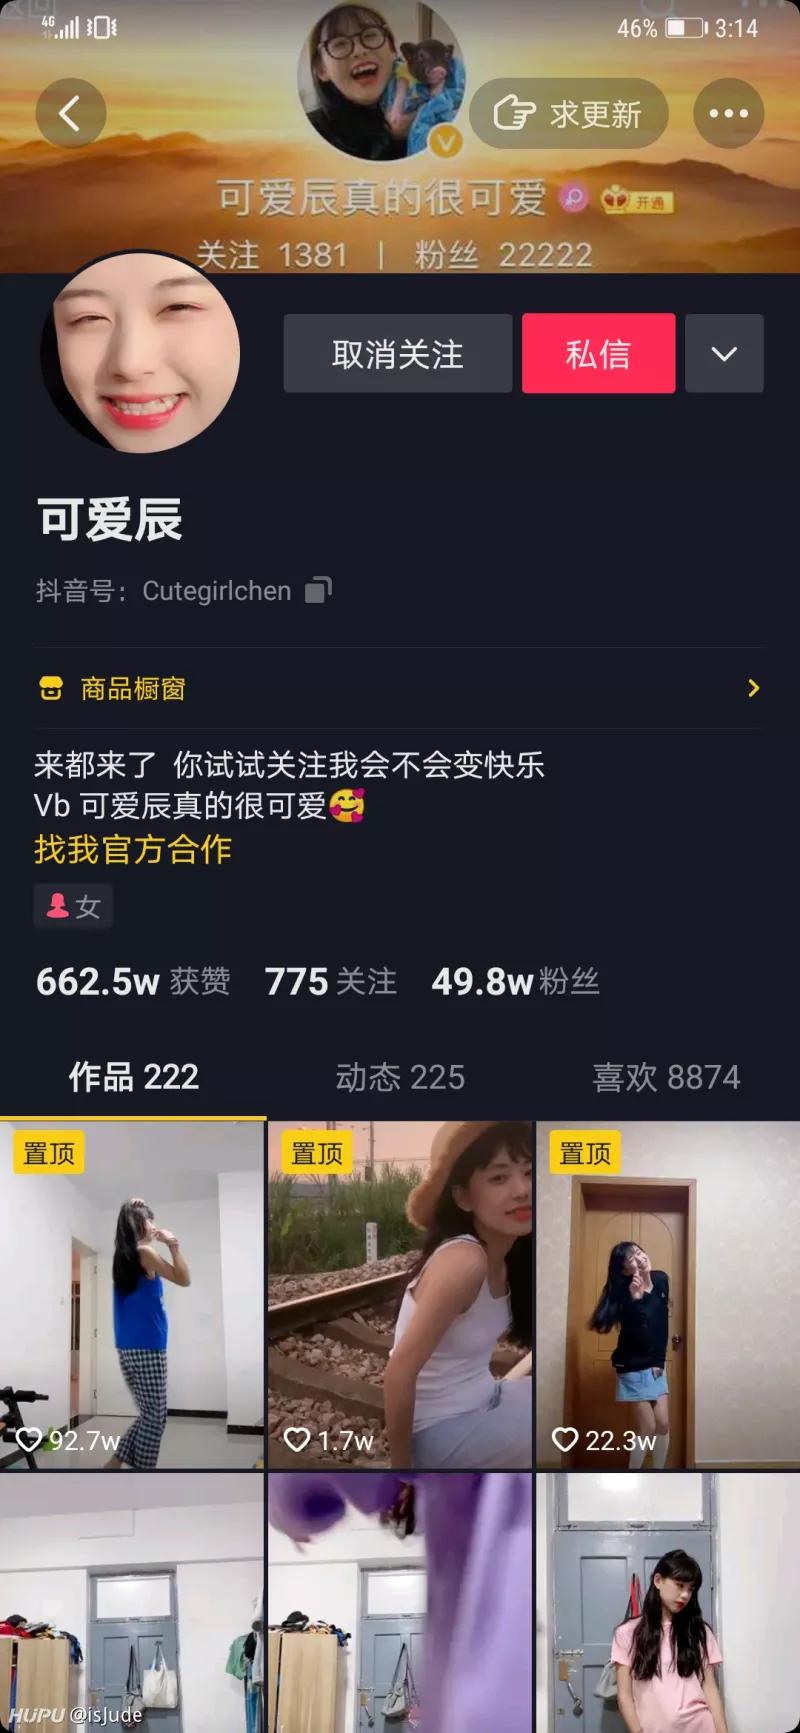 4G 46% 3:14
求更新
可爱辰真的很可爱 开通
关注 1381 | 粉丝 22222
取消关注 私信
可爱辰
抖音号: Cutegirlchen
商品橱窗
来都来了 你试试关注我会不会变快乐
Vb 可爱辰真的很可爱🥰
找我官方合作
女
662.5w 获赞 775 关注 49.8w 粉丝
作品 222 动态 225 喜欢 8874
置顶 置顶 置顶
92.7w 1.7w 22.3w
HUPU @isJude